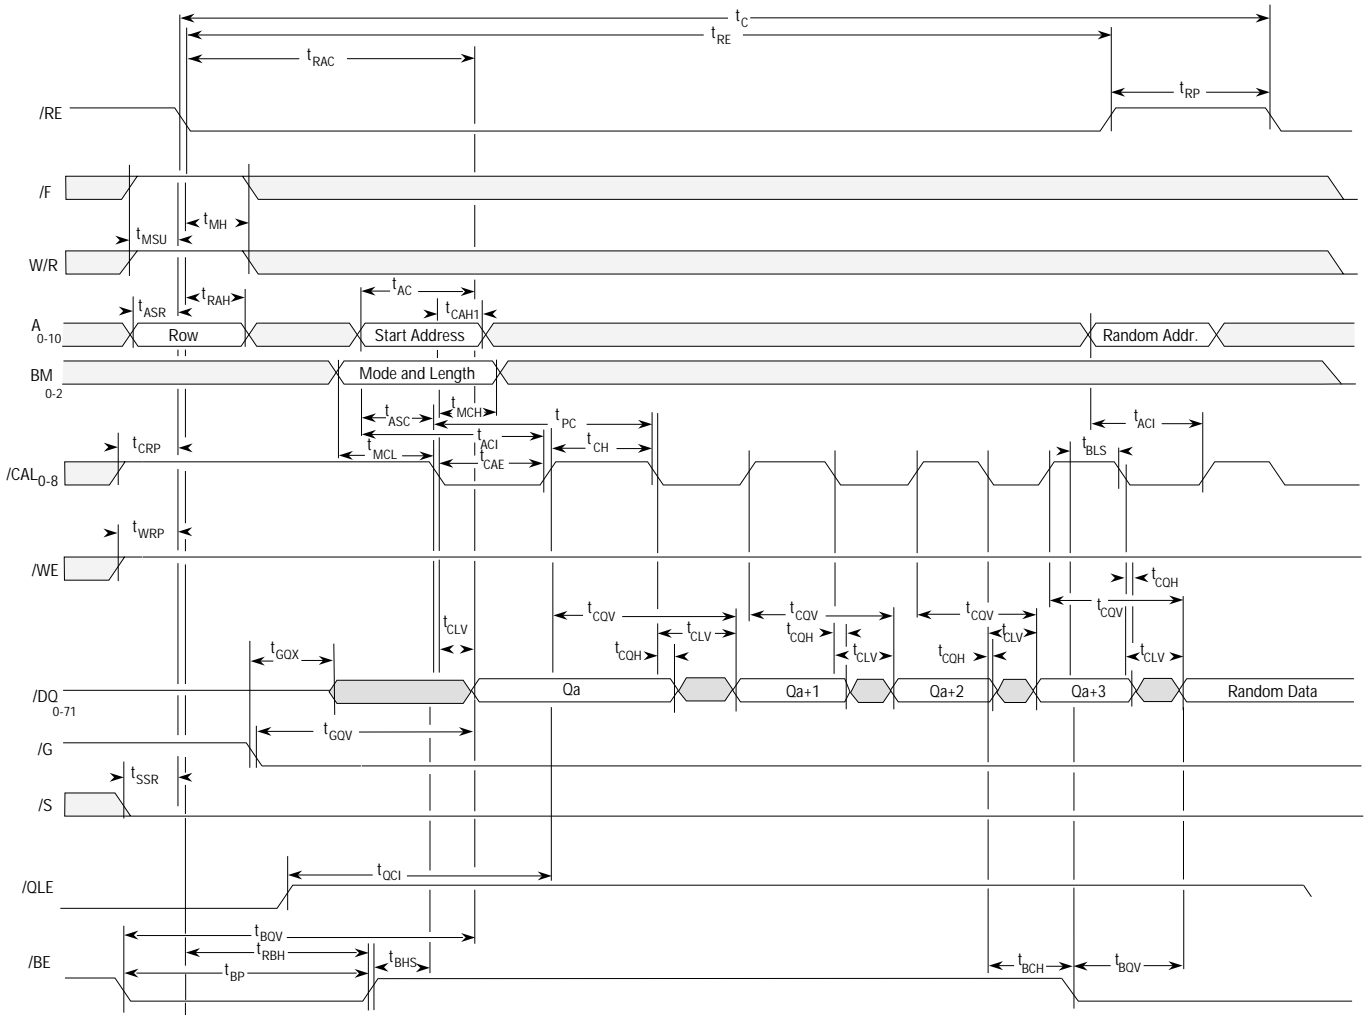 tC
tRE
tRAC
tRP
/RE
/F
tMH
tMSU
W/R
tAC
tRAH
tASR
tCAH1
A0-10
Row
Start Address
Random Addr.
BM0-2
Mode and Length
tASC
tMCH
tPC
tACI
tACI
tCRP
tMCL
tCH
tCAE
tBLS
/CAL0-8
tWRP
/WE
tCQH
tCQV
tCQV
tCQV
tCQV
tCLV
tCLV
tCQH
tCLV
tGQX
tCQH
tCLV
tCQH
tCLV
/DQ0-71
Qa
Qa+1
Qa+2
Qa+3
Random Data
tGQV
/G
tSSR
/S
tQCI
/QLE
tBQV
tRBH
/BE
tBP
tBHS
tBCH
tBQV